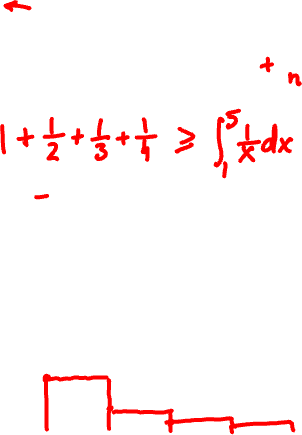 ←
+ n
1 + 1/2 + 1/3 + 1/4 ≥ ∫₁⁵ 1/x dx
−